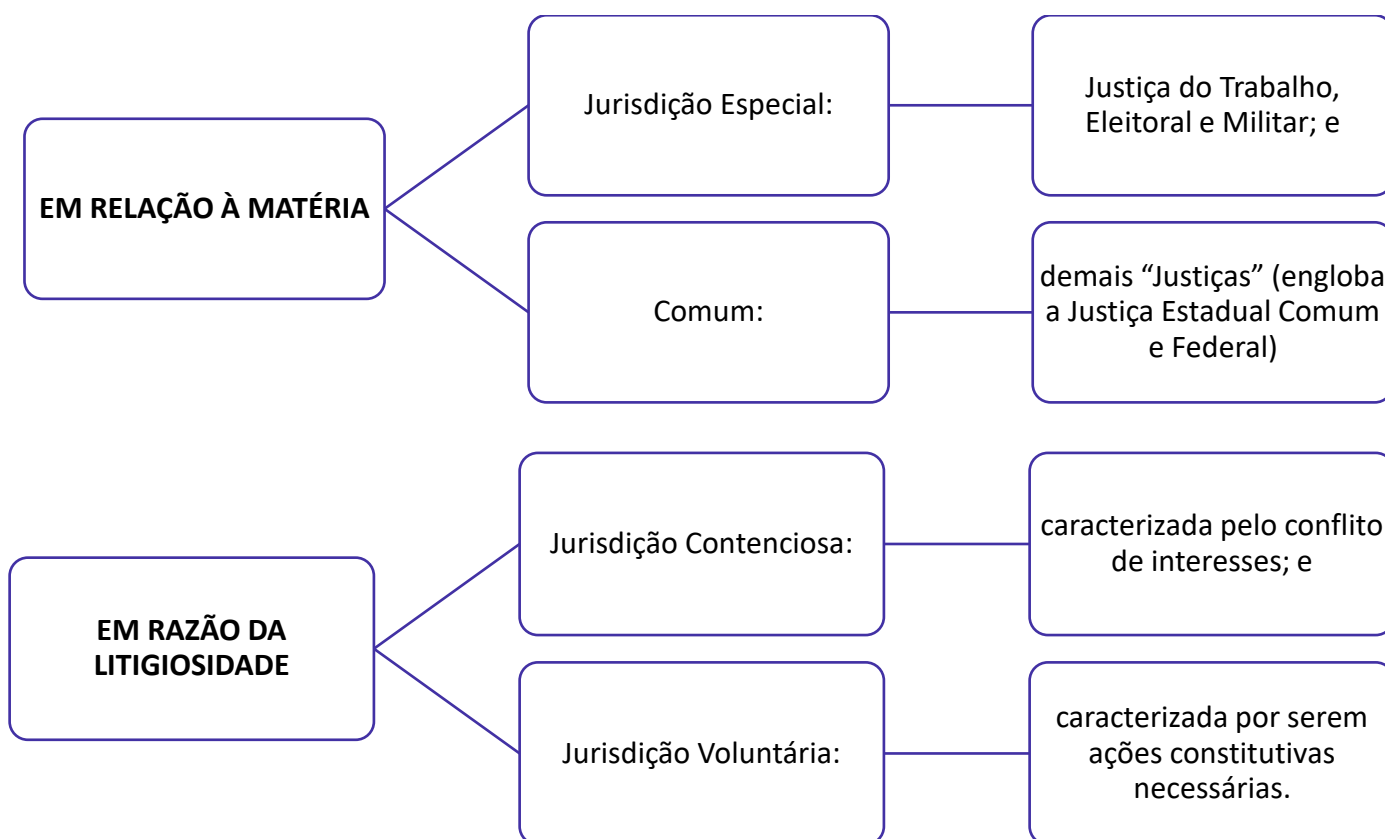 EM RELAÇÃO À MATÉRIA
Jurisdição Especial:
Justiça do Trabalho,
Eleitoral e Militar; e
Comum:
demais “Justiças” (engloba
a Justiça Estadual Comum
e Federal)
EM RAZÃO DA
LITIGIOSIDADE
Jurisdição Contenciosa:
caracterizada pelo conflito
de interesses; e
Jurisdição Voluntária:
caracterizada por serem
ações constitutivas
necessárias.